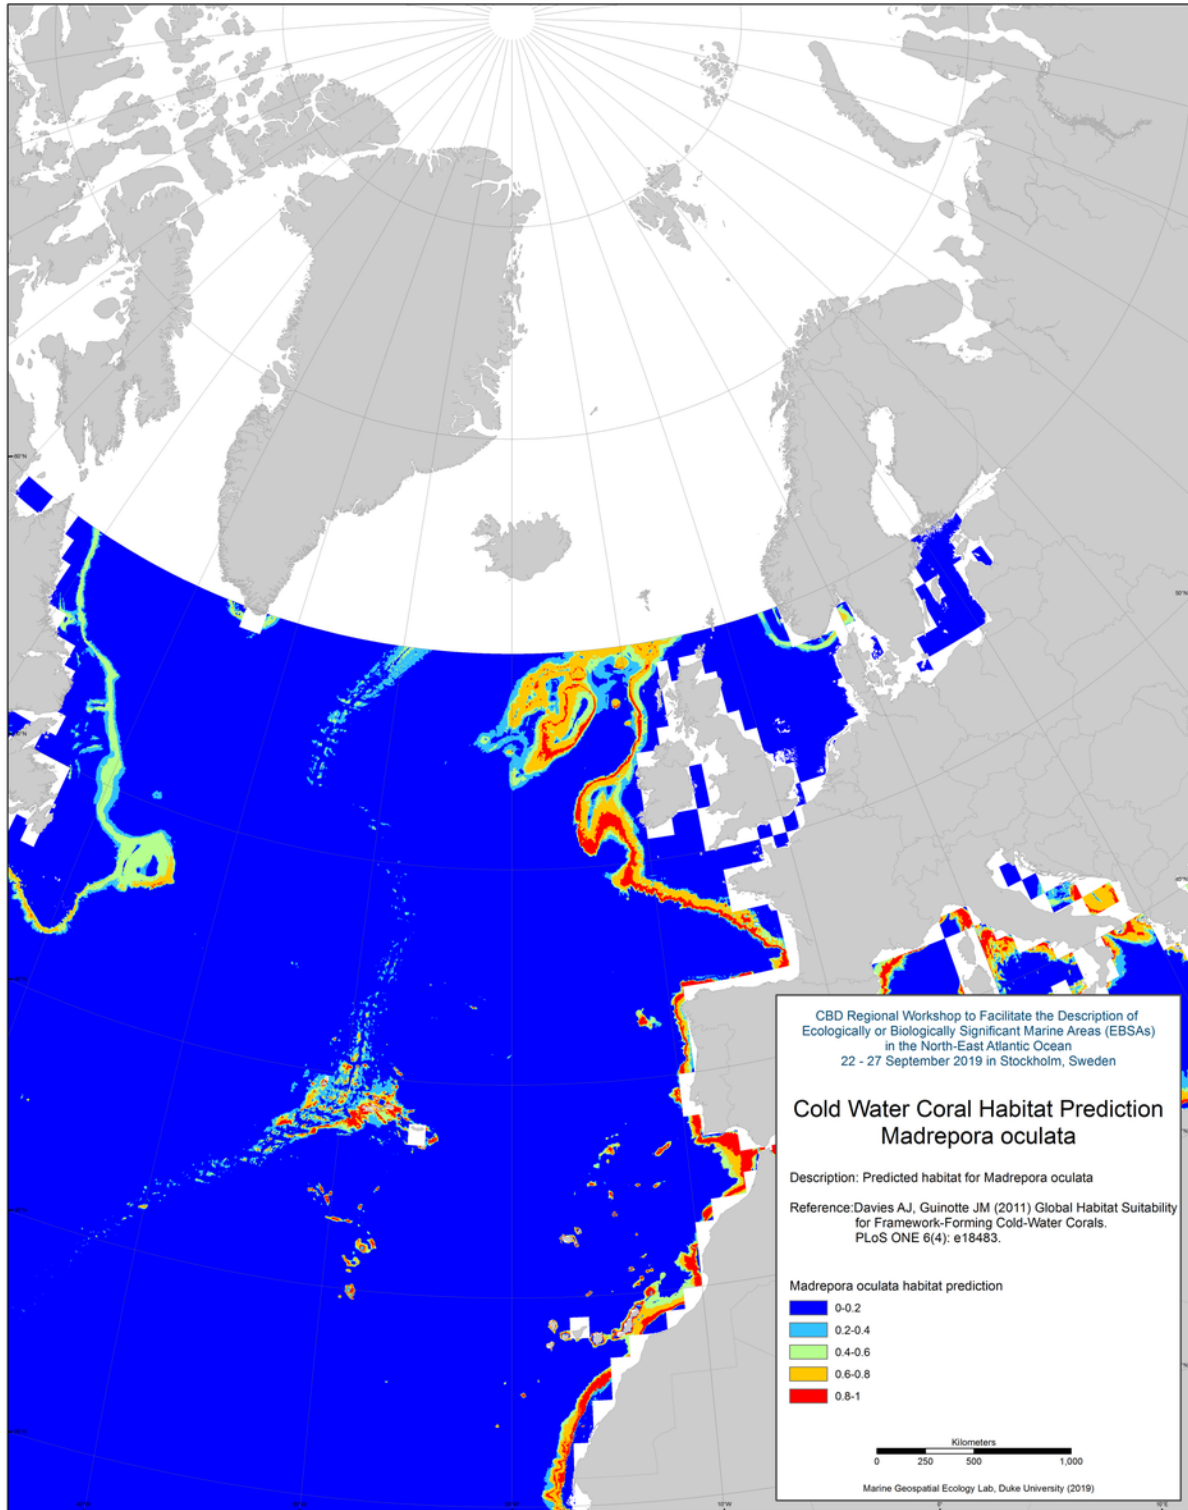 60°N
50°N
CBD Regional Workshop to Facilitate the Description of
Ecologically or Biologically Significant Marine Areas (EBSAs)
in the North-East Atlantic Ocean
22 - 27 September 2019 in Stockholm, Sweden
Cold Water Coral Habitat Prediction
Madrepora oculata
Description: Predicted habitat for Madrepora oculata
Reference:Davies AJ, Guinotte JM (2011) Global Habitat Suitability
for Framework-Forming Cold-Water Corals.
PLoS ONE 6(4): e18483.
Madrepora oculata habitat prediction
0-0.2
0.2-0.4
0.4-0.6
0.6-0.8
0.8-1
Kilometers
0 250 500 1,000
Marine Geospatial Ecology Lab, Duke University (2019)
10°W
0°
10°E